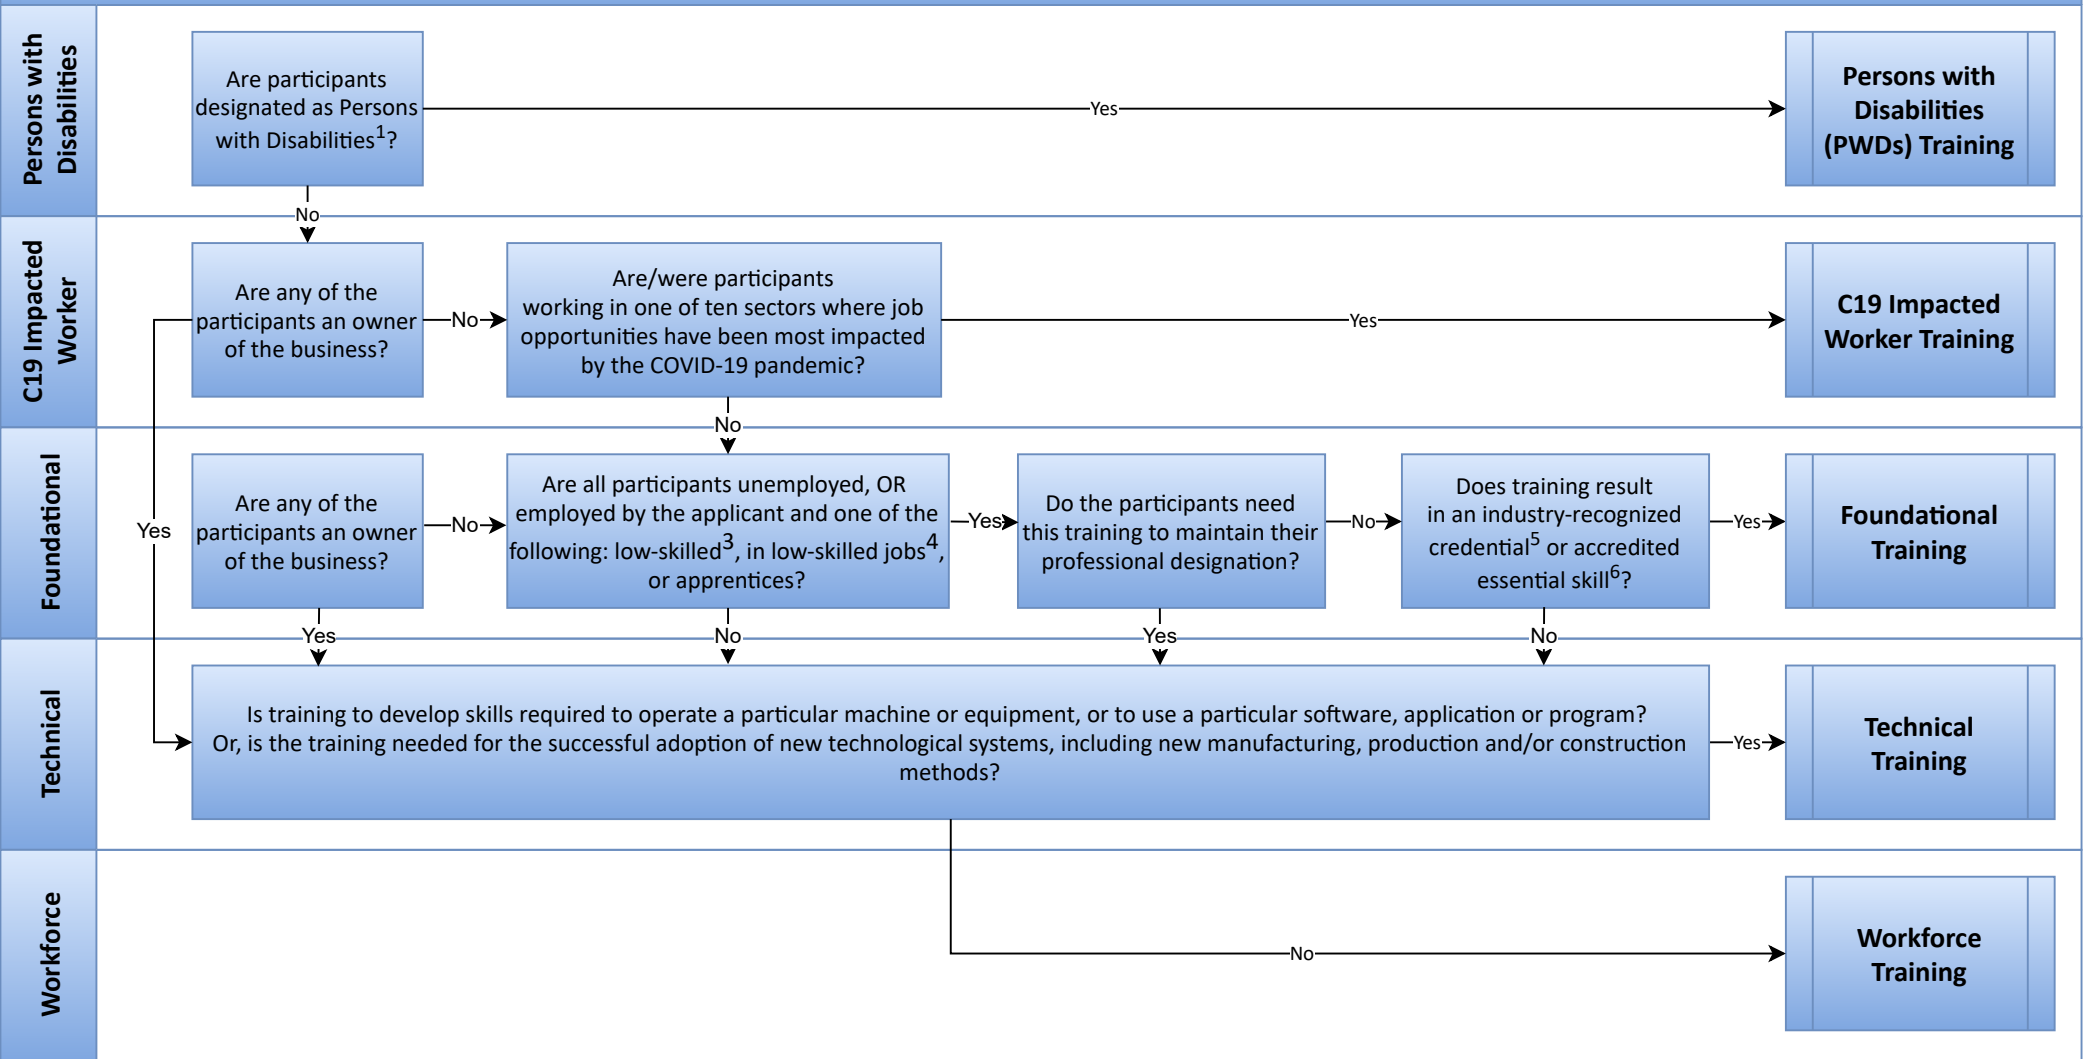 Persons with
Disabilities
Are participants
designated as Persons
with Disabilities¹?
Yes
Persons with
Disabilities
(PWDs) Training
No
C19 Impacted
Worker
Are any of the
participants an owner
of the business?
No
Are/were participants
working in one of ten sectors where job
opportunities have been most impacted
by the COVID-19 pandemic?
Yes
C19 Impacted
Worker Training
No
Yes
Foundational
Are any of the
participants an owner
of the business?
No
Are all participants unemployed, OR
employed by the applicant and one of the
following: low-skilled³, in low-skilled jobs⁴,
or apprentices?
Yes
Do the participants need
this training to maintain their
professional designation?
No
Does training result
in an industry-recognized
credential⁵ or accredited
essential skill⁶?
Yes
Foundational
Training
Yes
No
Yes
No
Technical
Is training to develop skills required to operate a particular machine or equipment, or to use a particular software, application or program?
Or, is the training needed for the successful adoption of new technological systems, including new manufacturing, production and/or construction
methods?
Yes
Technical
Training
Workforce
No
Workforce
Training